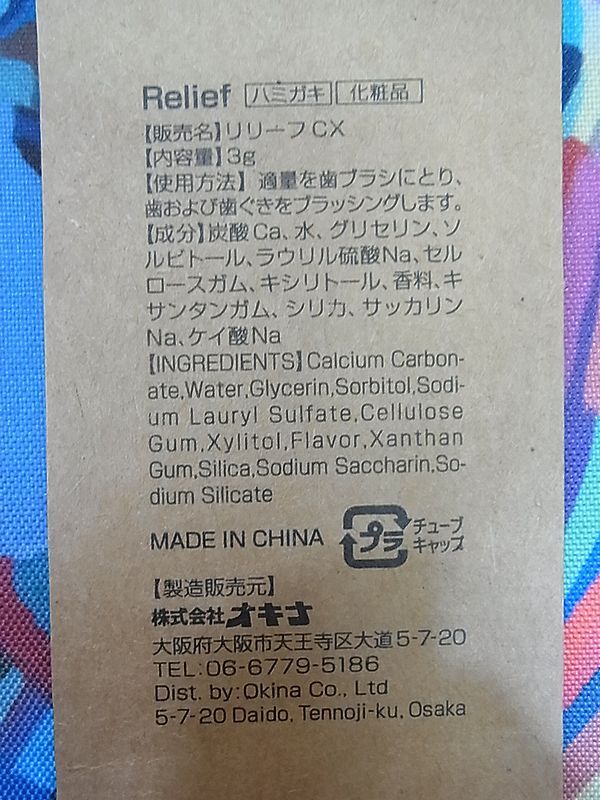 Relief ハミガキ 化粧品
【販売名】リリーフCX
【内容量】3g
【使用方法】適量を歯ブラシにとり、
歯および歯ぐきをブラッシングします。
【成分】炭酸Ca、水、グリセリン、ソ
ルビトール、ラウリル硫酸Na、セル
ロースガム、キシリトール、香料、キ
サンタンガム、シリカ、サッカリン
Na、ケイ酸Na
【INGREDIENTS】Calcium Carbon-
ate,Water,Glycerin,Sorbitol,Sodi-
um Lauryl Sulfate,Cellulose
Gum,Xylitol,Flavor,Xanthan
Gum,Silica,Sodium Saccharin,So-
dium Silicate
MADE IN CHINA プラ チューブ
キャップ
【製造販売元】
株式会社オキナ
大阪府大阪市天王寺区大道5-7-20
TEL:06-6779-5186
Dist. by:Okina Co., Ltd
5-7-20 Daido, Tennoji-ku, Osaka